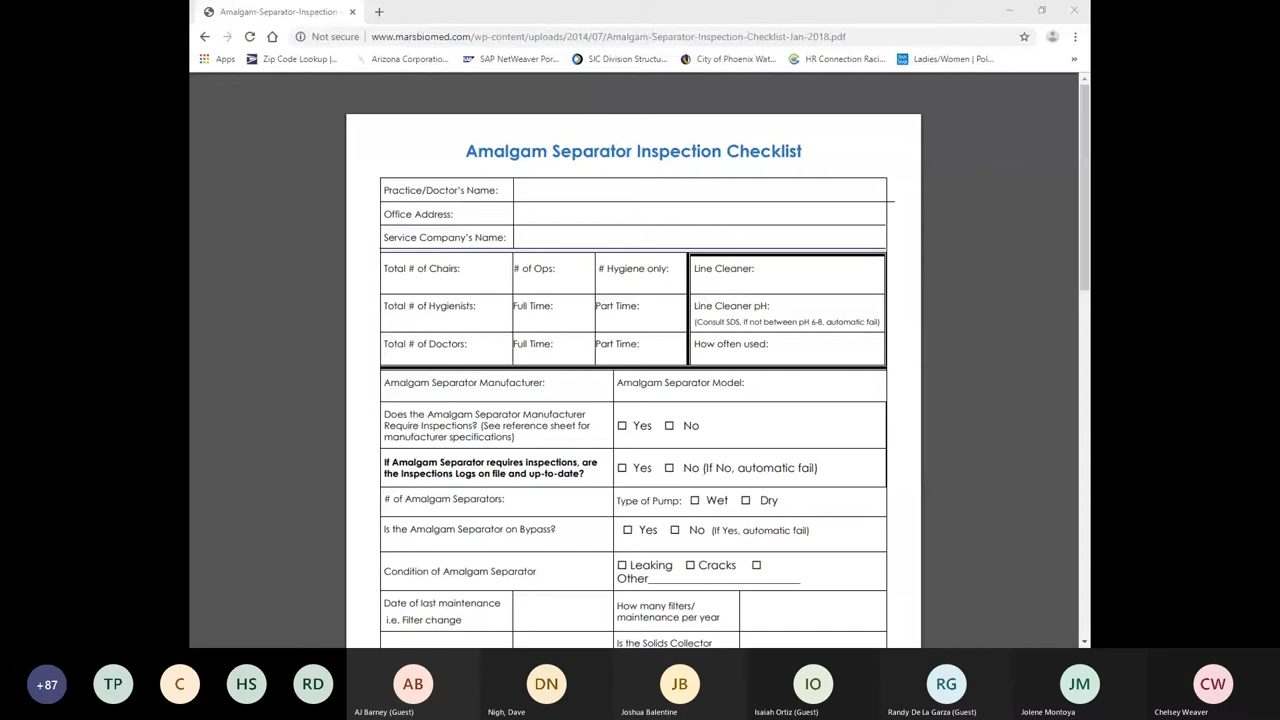 Amalgam-Separator-Inspection-
Not secure
www.marsbiomed.com/wp-content/uploads/2014/07/Amalgam-Separator-Inspection-Checklist-Jan-2018.pdf
Apps
Zip Code Lookup |...
Arizona Corporatio...
SAP NetWeaver Por...
SIC Division Structu...
City of Phoenix Wat...
HR Connection Raci...
Ladies/Women | Pol...
Amalgam Separator Inspection Checklist
Practice/Doctor's Name:
Office Address:
Service Company's Name:
Total # of Chairs:
# of Ops:
# Hygiene only:
Line Cleaner:
Total # of Hygienists:
Full Time:
Part Time:
Line Cleaner pH:
(Consult SDS, if not between pH 6-8, automatic fail)
Total # of Doctors:
Full Time:
Part Time:
How often used:
Amalgam Separator Manufacturer:
Amalgam Separator Model:
Does the Amalgam Separator Manufacturer
Require Inspections? (See reference sheet for
manufacturer specifications)
☐ Yes ☐ No
If Amalgam Separator requires inspections, are
the Inspections Logs on file and up-to-date?
☐ Yes ☐ No (If No, automatic fail)
# of Amalgam Separators:
Type of Pump: ☐ Wet ☐ Dry
Is the Amalgam Separator on Bypass?
☐ Yes ☐ No (If Yes, automatic fail)
Condition of Amalgam Separator
☐ Leaking ☐ Cracks ☐
Other________________________
Date of last maintenance
i.e. Filter change
How many filters/
maintenance per year
Is the Solids Collector
+87
TP
C
HS
RD
AB
DN
JB
IO
RG
JM
CW
AJ Barney (Guest)
Nigh, Dave
Joshua Balentine
Isaiah Ortiz (Guest)
Randy De La Garza (Guest)
Jolene Montoya
Chelsey Weaver